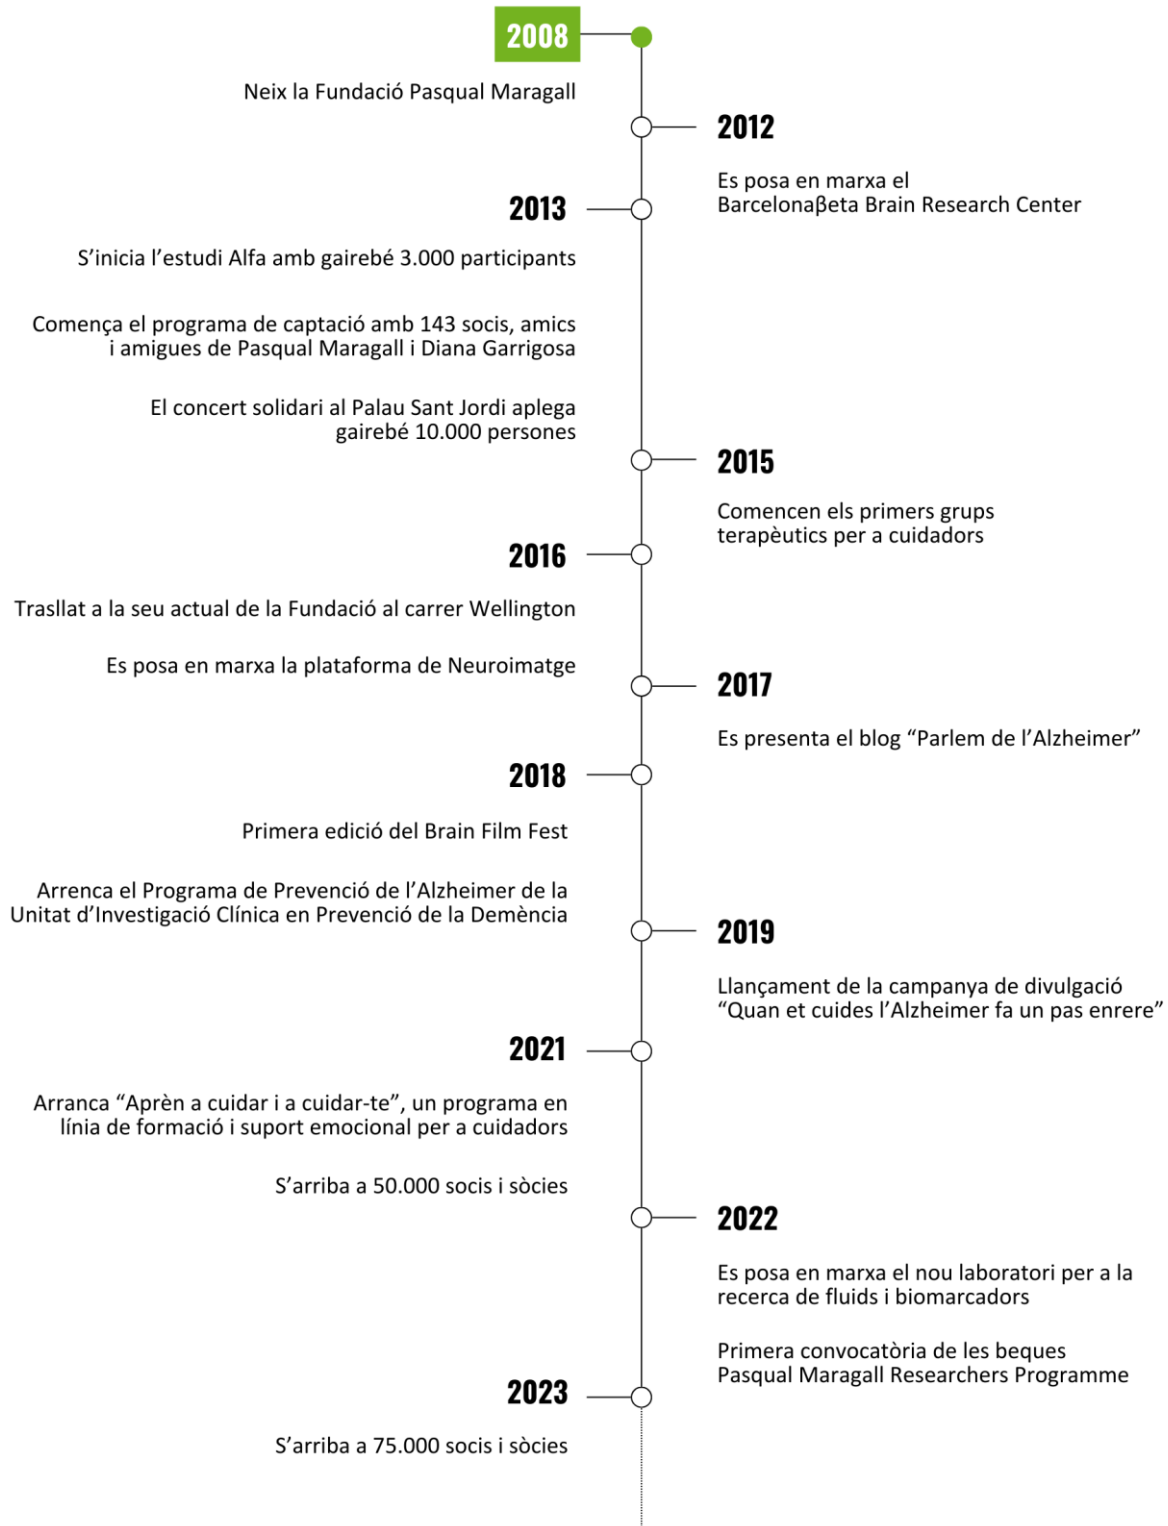 2008
Neix la Fundació Pasqual Maragall
2012
Es posa en marxa el
Barcelonaβeta Brain Research Center
2013
S’inicia l’estudi Alfa amb gairebé 3.000 participants
Comença el programa de captació amb 143 socis, amics
i amigues de Pasqual Maragall i Diana Garrigosa
El concert solidari al Palau Sant Jordi aplega
gairebé 10.000 persones
2015
Comencen els primers grups
terapèutics per a cuidadors
2016
Trasllat a la seu actual de la Fundació al carrer Wellington
Es posa en marxa la plataforma de Neuroimatge
2017
Es presenta el blog “Parlem de l’Alzheimer”
2018
Primera edició del Brain Film Fest
Arrenca el Programa de Prevenció de l’Alzheimer de la
Unitat d’Investigació Clínica en Prevenció de la Demència
2019
Llançament de la campanya de divulgació
“Quan et cuides l’Alzheimer fa un pas enrere”
2021
Arranca “Aprèn a cuidar i a cuidar-te”, un programa en
línia de formació i suport emocional per a cuidadors
S’arriba a 50.000 socis i sòcies
2022
Es posa en marxa el nou laboratori per a la
recerca de fluids i biomarcadors
Primera convocatòria de les beques
Pasqual Maragall Researchers Programme
2023
S’arriba a 75.000 socis i sòcies